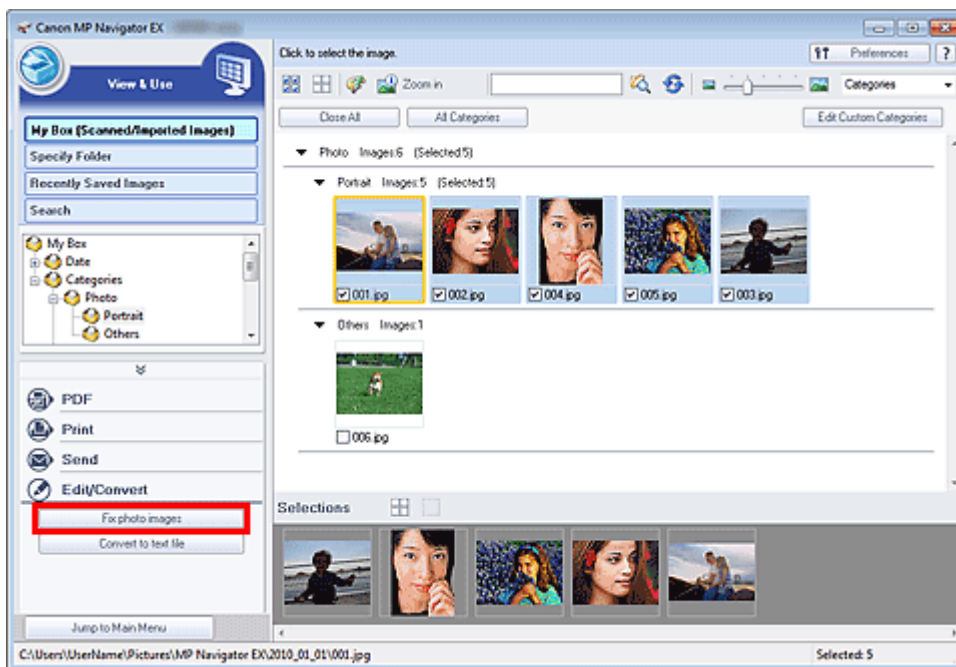 Canon MP Navigator EX
View & Use
My Box (Scanned/Imported Images)
Specify Folder
Recently Saved Images
Search
My Box
Date
Categories
Photo
Portrait
Others
PDF
Print
Send
Edit/Convert
Fix photo images
Convert to text file
Jump to Main Menu
Click to select the image.
Preferences
?
Zoom in
Categories
Close All
All Categories
Edit Custom Categories
Photo Images:6 (Selected:5)
Portrait Images:5 (Selected:5)
001.jpg 002.jpg 004.jpg 005.jpg 003.jpg
Others Images:1
006.jpg
Selections
C:\Users\UserName\Pictures\MP Navigator EX\2010_01_01\001.jpg
Selected: 5